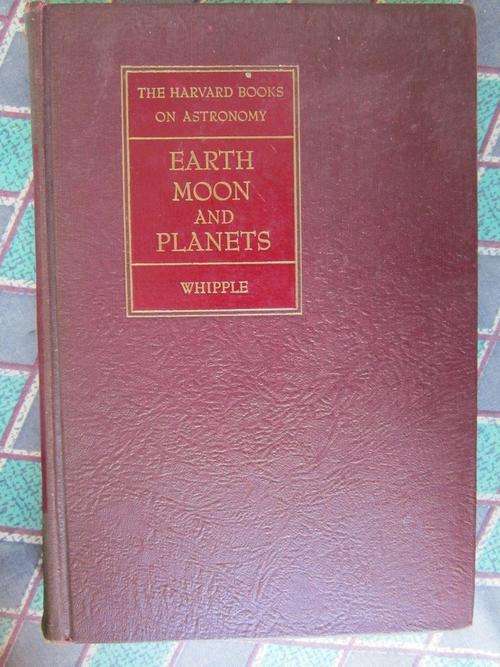 THE HARVARD BOOKS
ON ASTRONOMY
EARTH
MOON
AND
PLANETS
WHIPPLE